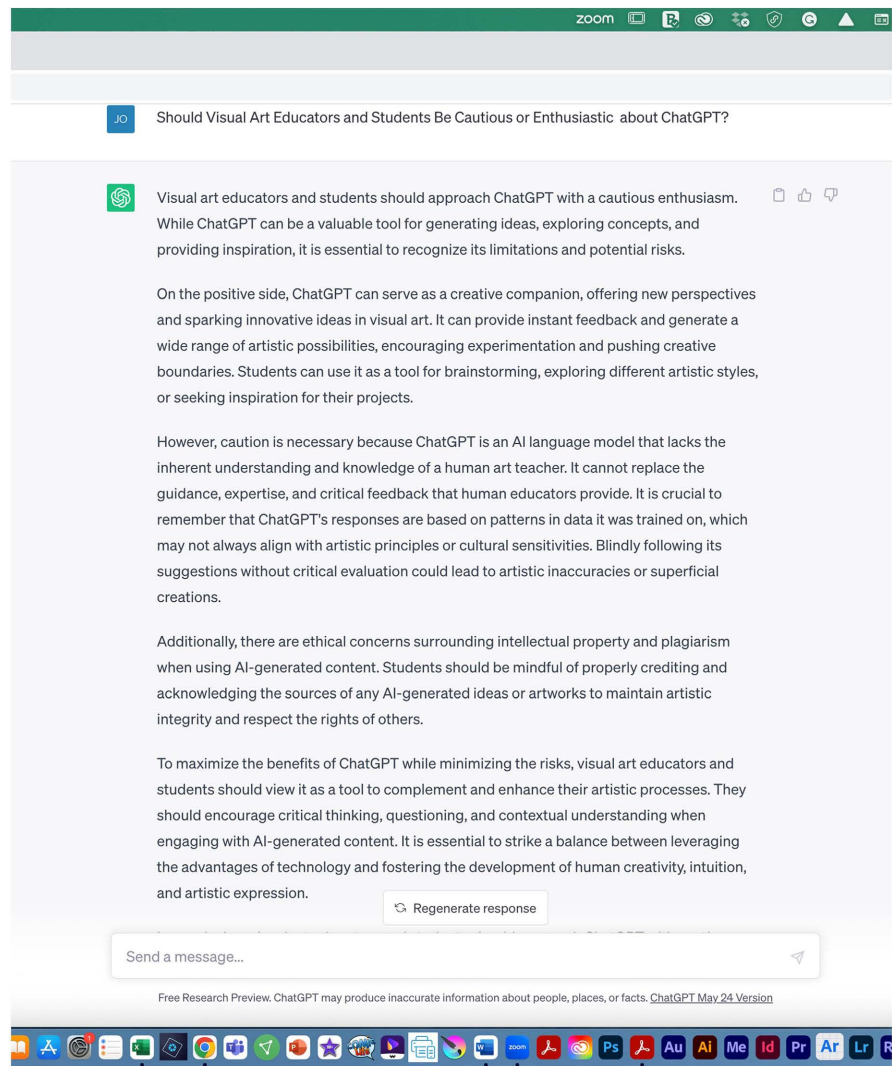 zoom
JO
Should Visual Art Educators and Students Be Cautious or Enthusiastic about ChatGPT?
Visual art educators and students should approach ChatGPT with a cautious enthusiasm.
While ChatGPT can be a valuable tool for generating ideas, exploring concepts, and
providing inspiration, it is essential to recognize its limitations and potential risks.
On the positive side, ChatGPT can serve as a creative companion, offering new perspectives
and sparking innovative ideas in visual art. It can provide instant feedback and generate a
wide range of artistic possibilities, encouraging experimentation and pushing creative
boundaries. Students can use it as a tool for brainstorming, exploring different artistic styles,
or seeking inspiration for their projects.
However, caution is necessary because ChatGPT is an AI language model that lacks the
inherent understanding and knowledge of a human art teacher. It cannot replace the
guidance, expertise, and critical feedback that human educators provide. It is crucial to
remember that ChatGPT's responses are based on patterns in data it was trained on, which
may not always align with artistic principles or cultural sensitivities. Blindly following its
suggestions without critical evaluation could lead to artistic inaccuracies or superficial
creations.
Additionally, there are ethical concerns surrounding intellectual property and plagiarism
when using AI-generated content. Students should be mindful of properly crediting and
acknowledging the sources of any AI-generated ideas or artworks to maintain artistic
integrity and respect the rights of others.
To maximize the benefits of ChatGPT while minimizing the risks, visual art educators and
students should view it as a tool to complement and enhance their artistic processes. They
should encourage critical thinking, questioning, and contextual understanding when
engaging with AI-generated content. It is essential to strike a balance between leveraging
the advantages of technology and fostering the development of human creativity, intuition,
and artistic expression.
Regenerate response
Send a message...
Free Research Preview. ChatGPT may produce inaccurate information about people, places, or facts. ChatGPT May 24 Version
1 zoom Ps Au Ai Me Id Pr Ar Lr